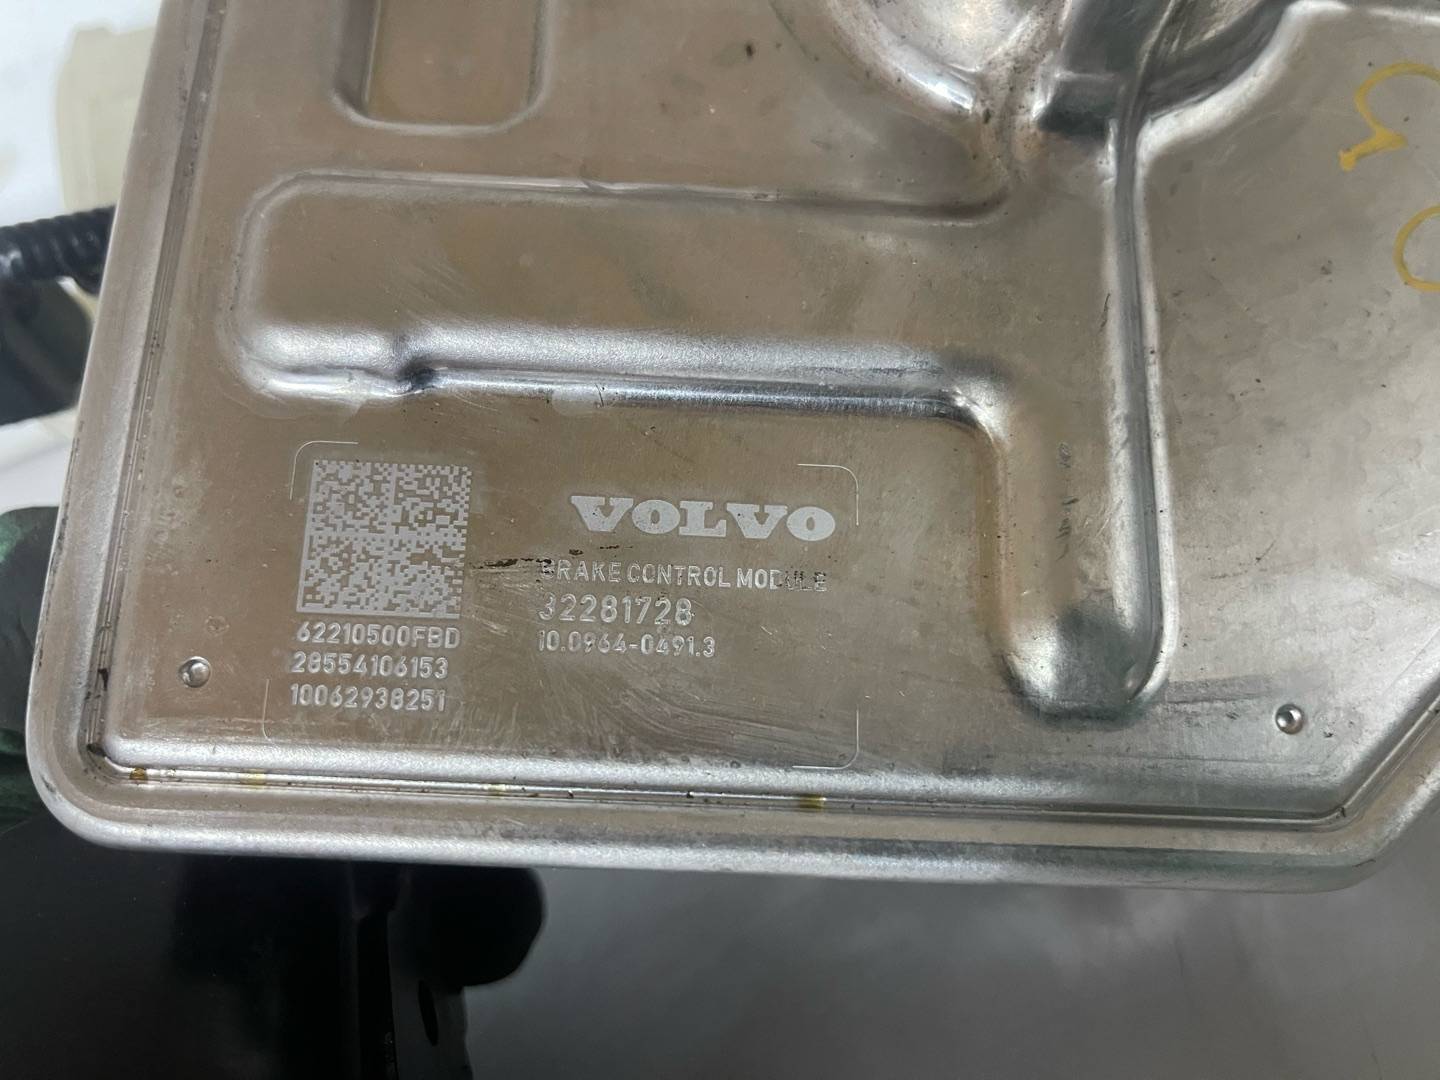 VOLVO
BRAKE CONTROL MODULE
32281728
10.0964-0491.3
62210500FBD
28554106153
10062938251